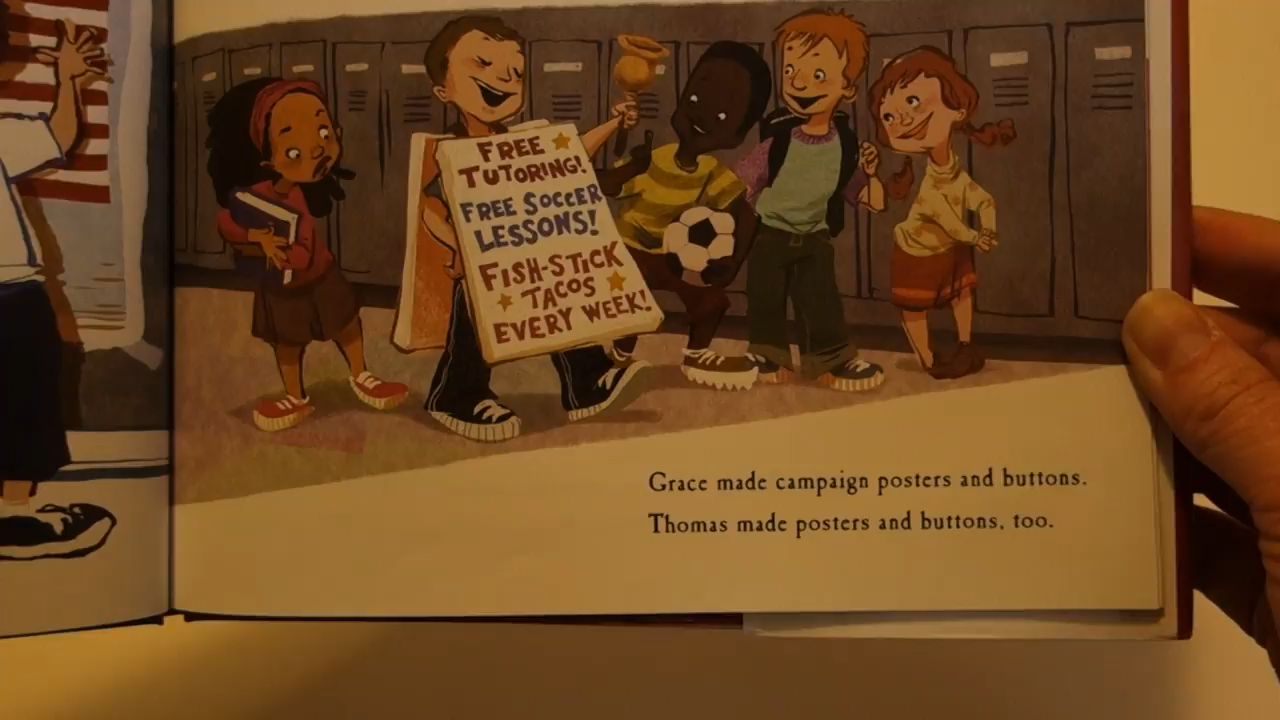 FREE
TUTORING!
FREE SOCCER
LESSONS!
FISH-STICK
TACOS
EVERY WEEK!
Grace made campaign posters and buttons.
Thomas made posters and buttons, too.